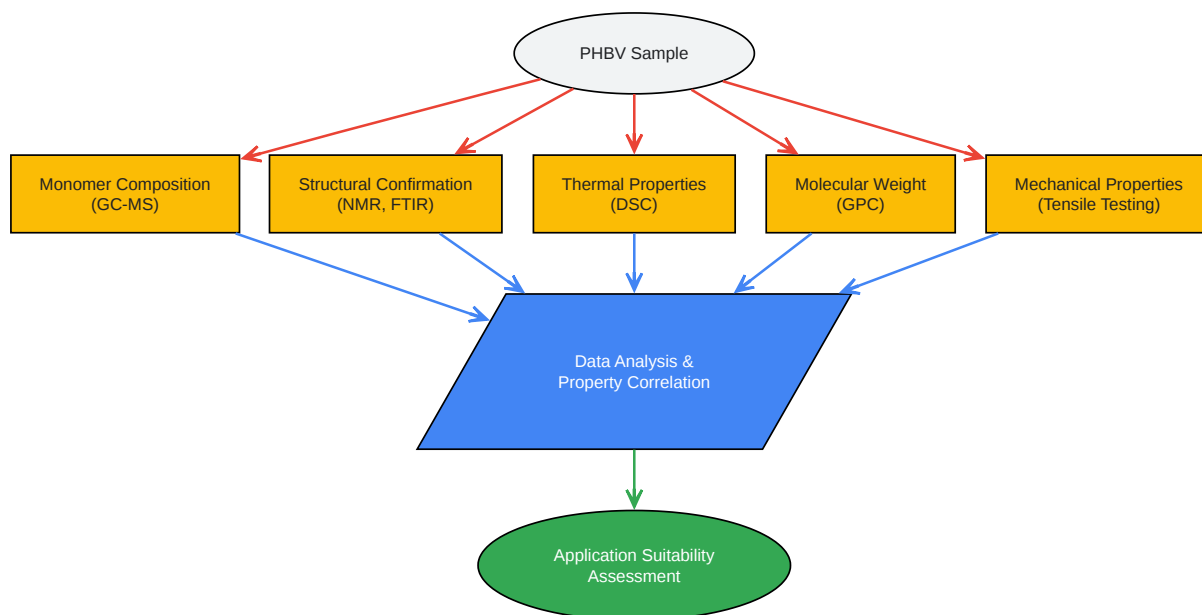 PHBV Sample
Monomer Composition
(GC-MS)
Structural Confirmation
(NMR, FTIR)
Thermal Properties
(DSC)
Molecular Weight
(GPC)
Mechanical Properties
(Tensile Testing)
Data Analysis &
Property Correlation
Application Suitability
Assessment